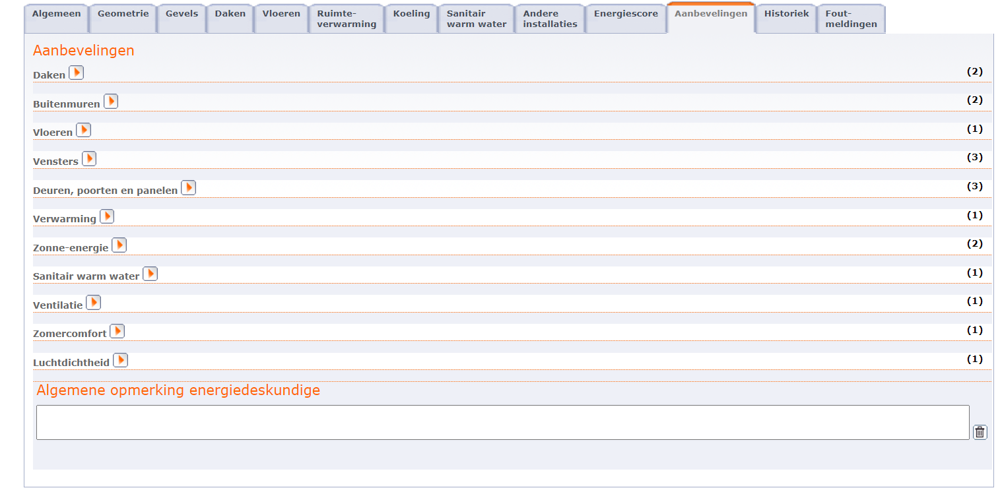 Algemeen
Geometrie
Gevels
Daken
Vloeren
Ruimte-
verwarming
Koeling
Sanitair
warm water
Andere
installaties
Energiescore
Aanbevelingen
Historiek
Fout-
meldingen
Aanbevelingen
Daken (2)
Buitenmuren (2)
Vloeren (1)
Vensters (3)
Deuren, poorten en panelen (3)
Verwarming (1)
Zonne-energie (2)
Sanitair warm water (1)
Ventilatie (1)
Zomercomfort (1)
Luchtdichtheid (1)
Algemene opmerking energiedeskundige